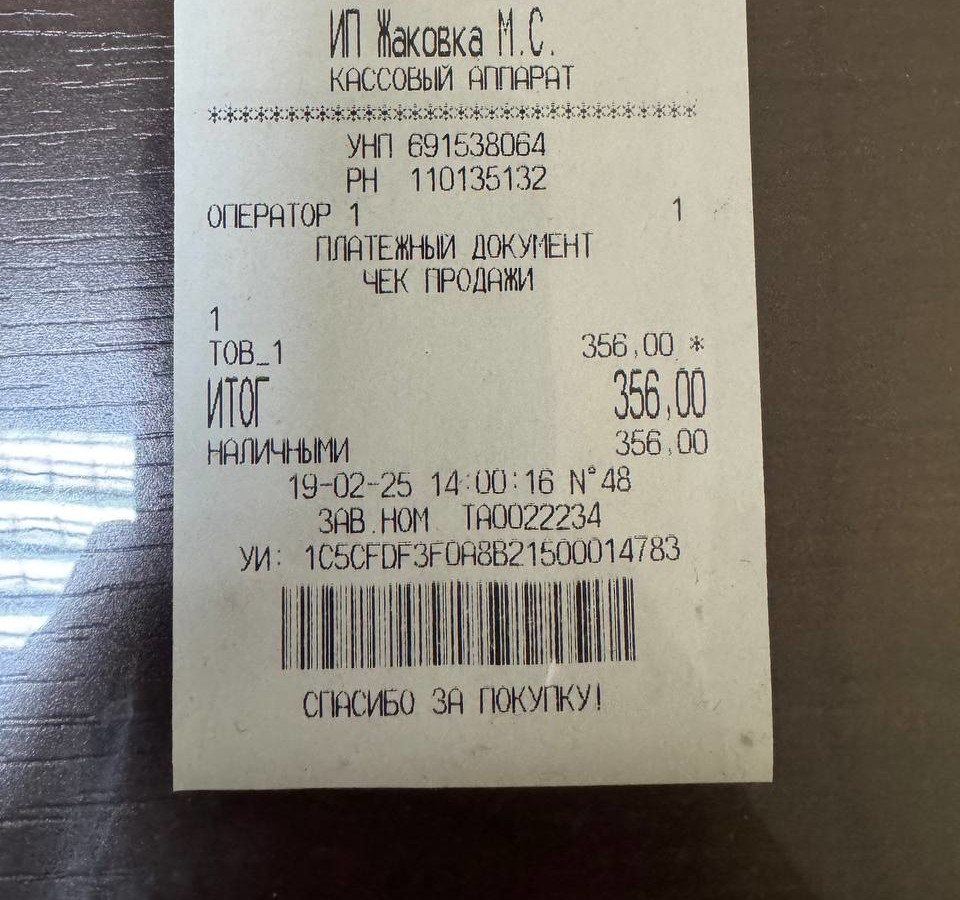 ИП Жаковка М.С.
КАССОВЫЙ АППАРАТ
****************************************
УНП 691538064
РН 110135132
ОПЕРАТОР 1 1
ПЛАТЕЖНЫЙ ДОКУМЕНТ
ЧЕК ПРОДАЖИ
1
ТОВ_1 356,00 *
ИТОГ 356,00
НАЛИЧНЫМИ 356,00
19-02-25 14:00:16 N°48
ЗАВ.НОМ TA0022234
УИ: 1C5CFDF3F0A8B21500014783
СПАСИБО ЗА ПОКУПКУ!